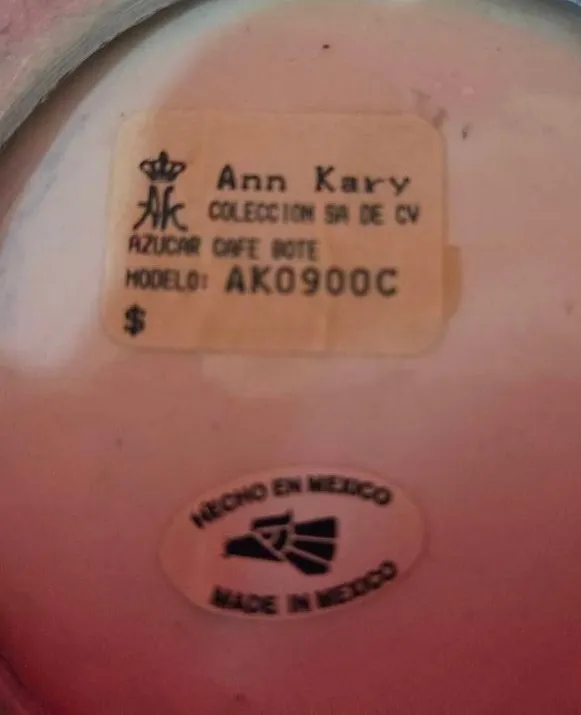 Ann Kary
Ak COLECCION SA DE CV
AZUCAR CAFE BOTE
MODELO: AK0900C
$
HECHO EN MEXICO
MADE IN MEXICO